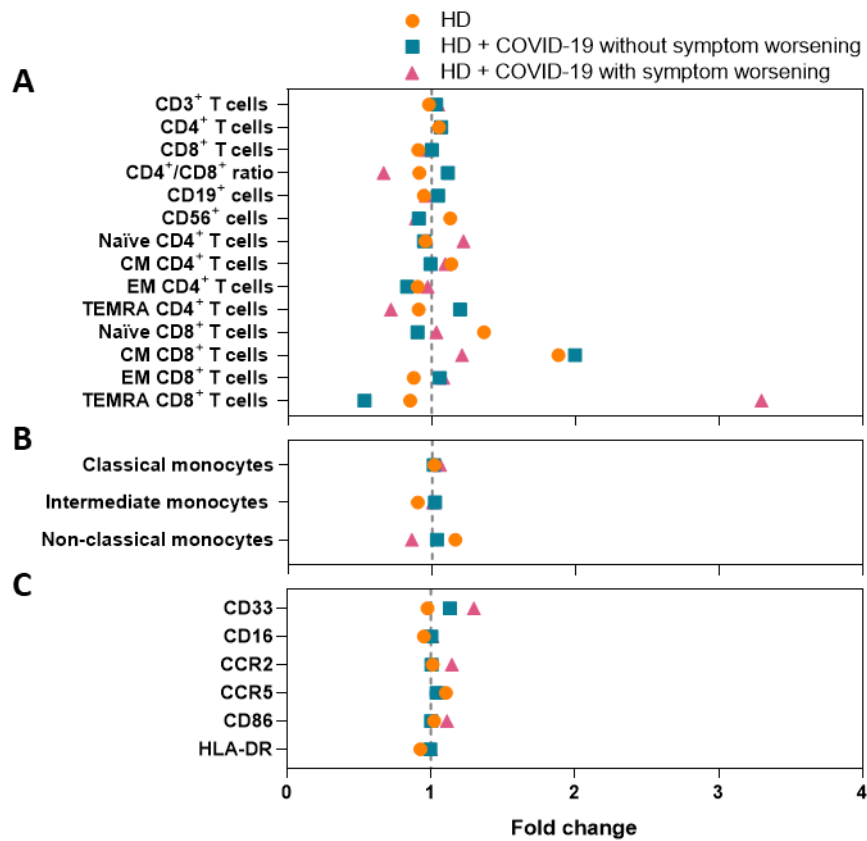 HD
HD + COVID-19 without symptom worsening
HD + COVID-19 with symptom worsening
A
CD3⁺ T cells
CD4⁺ T cells
CD8⁺ T cells
CD4⁺/CD8⁺ ratio
CD19⁺ cells
CD56⁺ cells
Naïve CD4⁺ T cells
CM CD4⁺ T cells
EM CD4⁺ T cells
TEMRA CD4⁺ T cells
Naïve CD8⁺ T cells
CM CD8⁺ T cells
EM CD8⁺ T cells
TEMRA CD8⁺ T cells
B
Classical monocytes
Intermediate monocytes
Non-classical monocytes
C
CD33
CD16
CCR2
CCR5
CD86
HLA-DR
0 1 2 3 4
Fold change